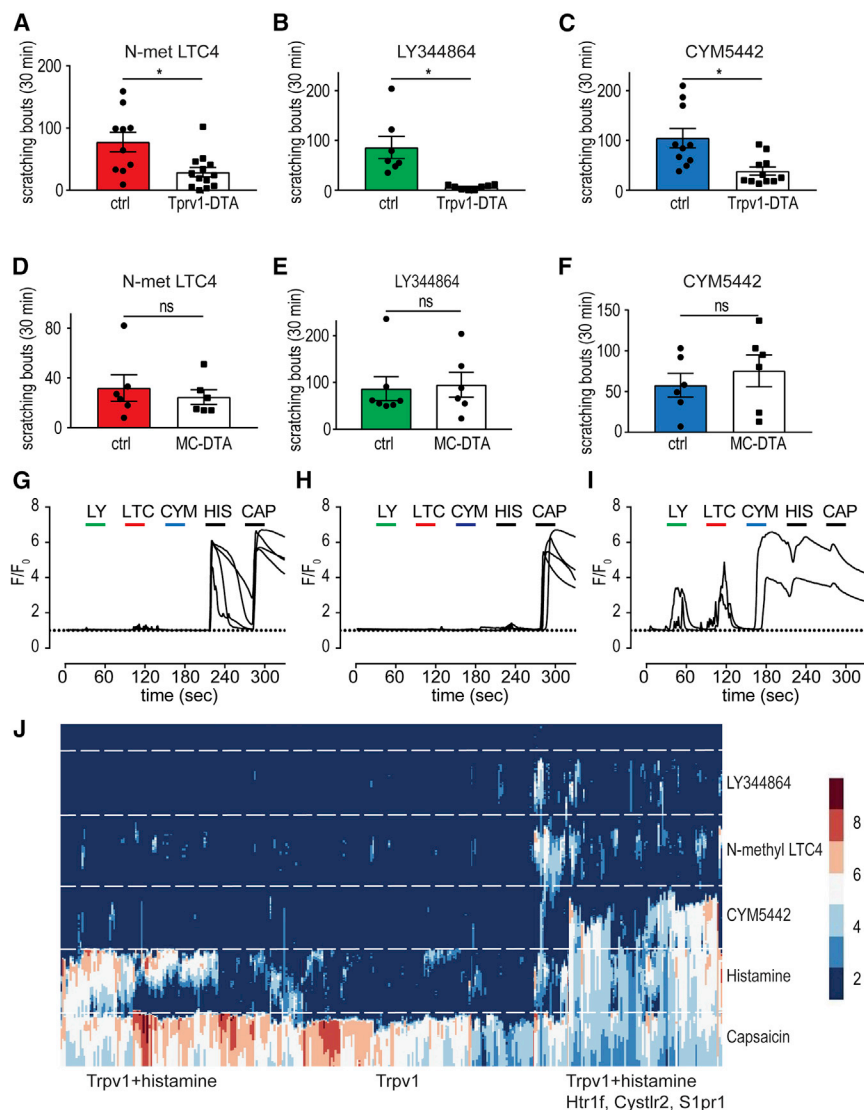 A
N-met LTC4
scratching bouts (30 min)
200
100
0
*
ctrl
Tprv1-DTA
B
LY344864
scratching bouts (30 min)
200
100
0
*
ctrl
Trpv1-DTA
C
CYM5442
scratching bouts (30 min)
200
100
0
*
ctrl
Trpv1-DTA
D
N-met LTC4
scratching bouts (30 min)
80
40
0
ns
ctrl
MC-DTA
E
LY344864
scratching bouts (30 min)
200
100
0
ns
ctrl
MC-DTA
F
CYM5442
scratching bouts (30 min)
150
100
50
0
ns
ctrl
MC-DTA
G
LY LTC CYM HIS CAP
F/F0
8
6
4
2
0
0 60 120 180 240 300
time (sec)
H
LY LTC CYM HIS CAP
F/F0
8
6
4
2
0
0 60 120 180 240 300
time (sec)
I
LY LTC CYM HIS CAP
F/F0
8
6
4
2
0
0 60 120 180 240 300
time (sec)
J
LY344864
N-methyl LTC4
CYM5442
Histamine
Capsaicin
8
6
4
2
Trpv1+histamine
Trpv1
Trpv1+histamine
Htr1f, Cystlr2, S1pr1